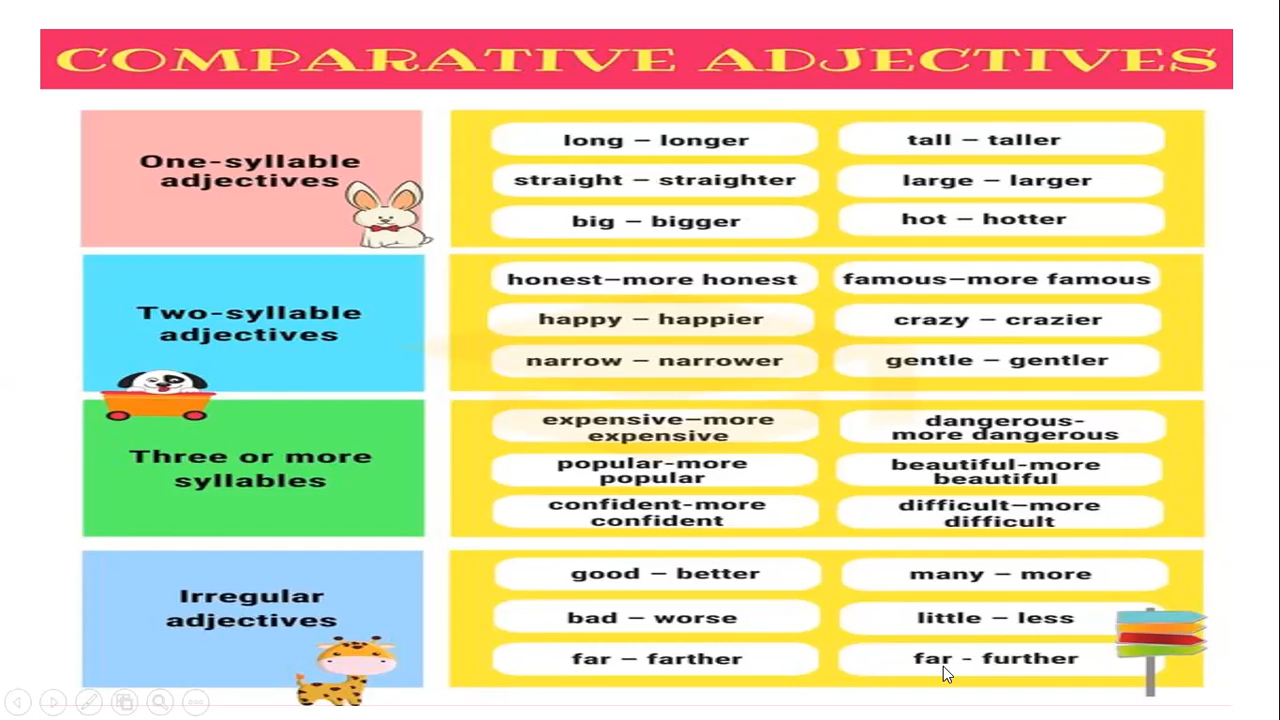 COMPARATIVE ADJECTIVES
One-syllable
adjectives
long – longer
tall – taller
straight – straighter
large – larger
big – bigger
hot – hotter
Two-syllable
adjectives
honest–more honest
famous–more famous
happy – happier
crazy – crazier
narrow – narrower
gentle – gentler
Three or more
syllables
expensive–more
expensive
dangerous-
more dangerous
popular-more
popular
beautiful-more
beautiful
confident-more
confident
difficult–more
difficult
Irregular
adjectives
good – better
many – more
bad – worse
little – less
far – farther
far - further